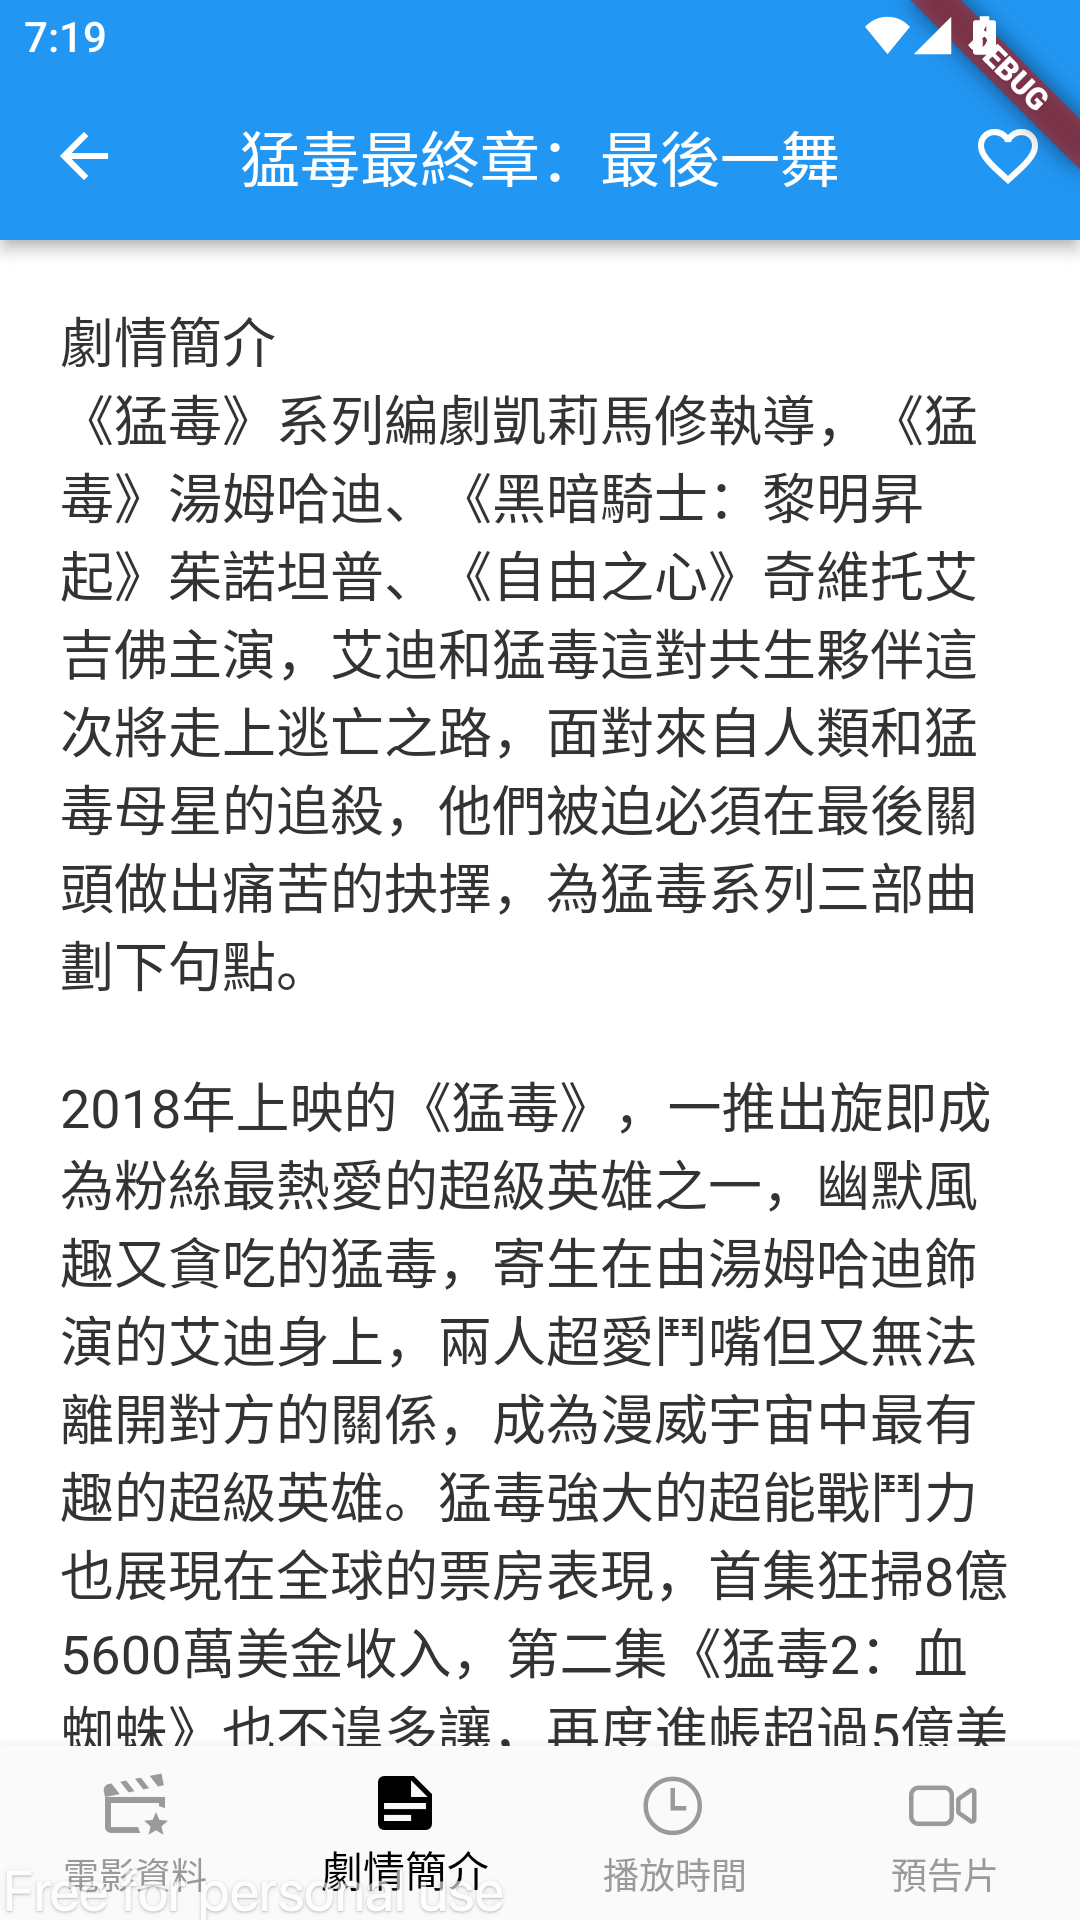 7:19
DEBUG
猛毒最終章：最後一舞
劇情簡介
《猛毒》系列編劇凱莉馬修執導，《猛
毒》湯姆哈迪、《黑暗騎士：黎明昇
起》茱諾坦普、《自由之心》奇維托艾
吉佛主演，艾迪和猛毒這對共生夥伴這
次將走上逃亡之路，面對來自人類和猛
毒母星的追殺，他們被迫必須在最後關
頭做出痛苦的抉擇，為猛毒系列三部曲
劃下句點。
2018年上映的《猛毒》，一推出旋即成
為粉絲最熱愛的超級英雄之一，幽默風
趣又貪吃的猛毒，寄生在由湯姆哈迪飾
演的艾迪身上，兩人超愛鬥嘴但又無法
離開對方的關係，成為漫威宇宙中最有
趣的超級英雄。猛毒強大的超能戰鬥力
也展現在全球的票房表現，首集狂掃8億
5600萬美金收入，第二集《猛毒2：血
蜘蛛》也不遑多讓，再度進帳超過5億美
電影資料 劇情簡介 播放時間 預告片
Free for personal use